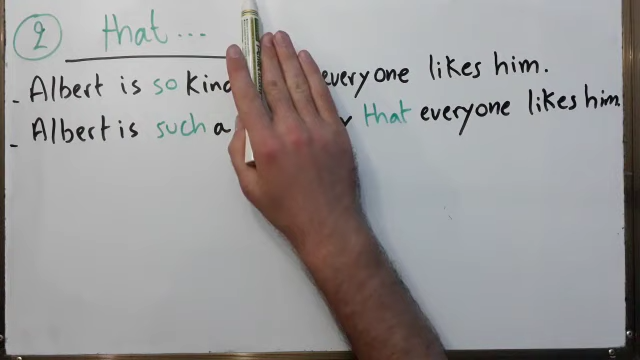 2 that...
- Albert is so kind everyone likes him.
- Albert is such a that everyone likes him.